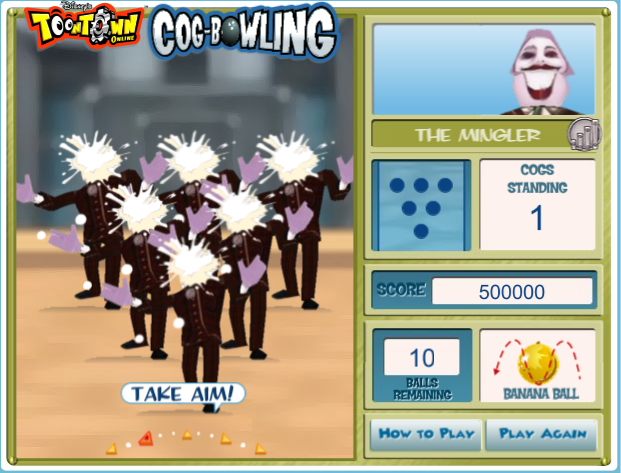 Disney's
TOONTOWN
ONLINE
COG-BOWLING
THE MINGLER
COGS
STANDING
1
SCORE
500000
10
BALLS
REMAINING
BANANA BALL
TAKE AIM!
HOW TO PLAY
PLAY AGAIN